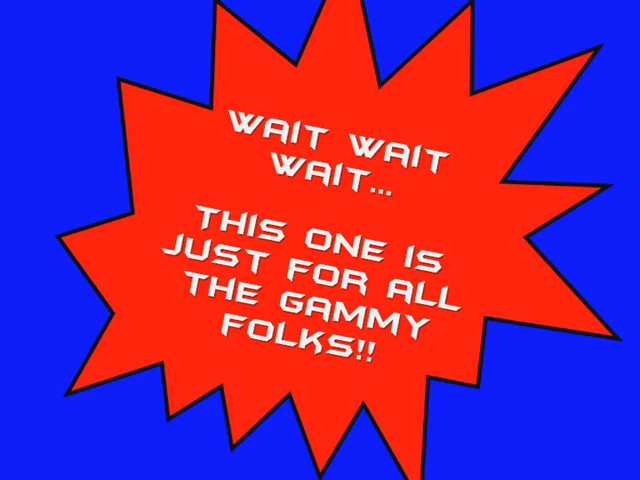 WAIT WAIT
WAIT...
THIS ONE IS
JUST FOR ALL
THE GAMMY
FOLKS!!